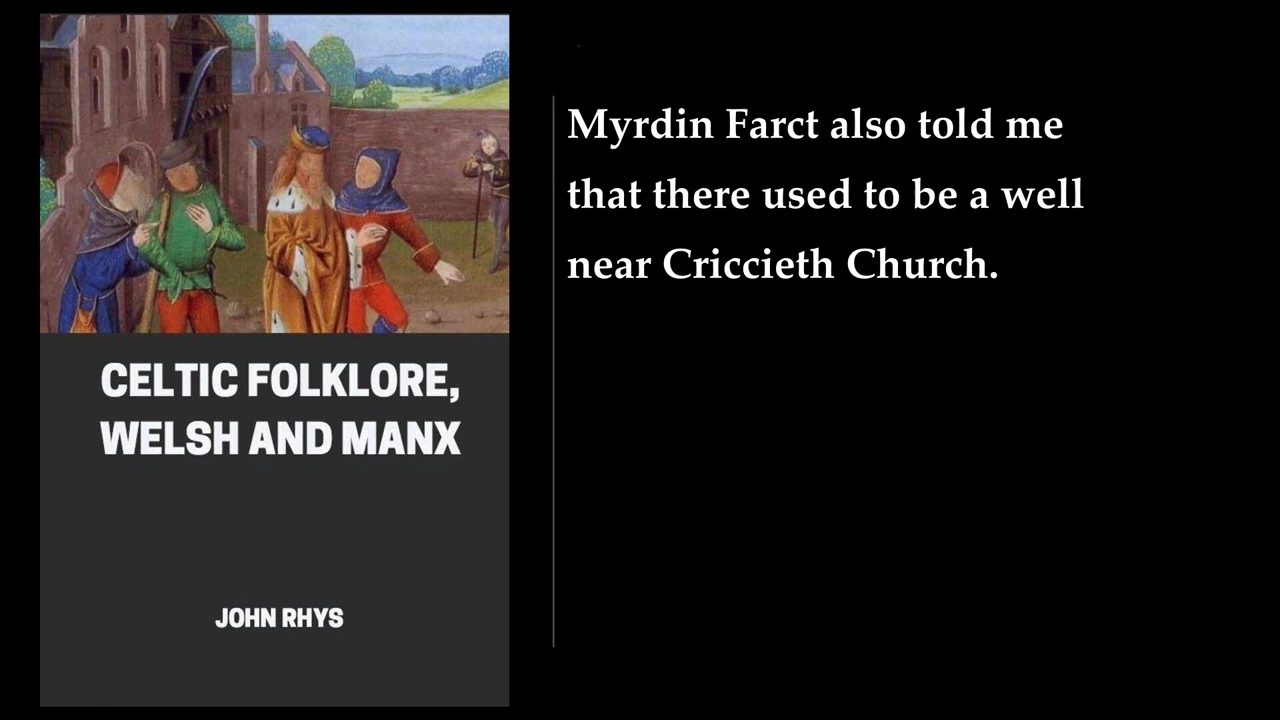 CELTIC FOLKLORE,
WELSH AND MANX
JOHN RHYS
Myrdin Farct also told me
that there used to be a well
near Criccieth Church.